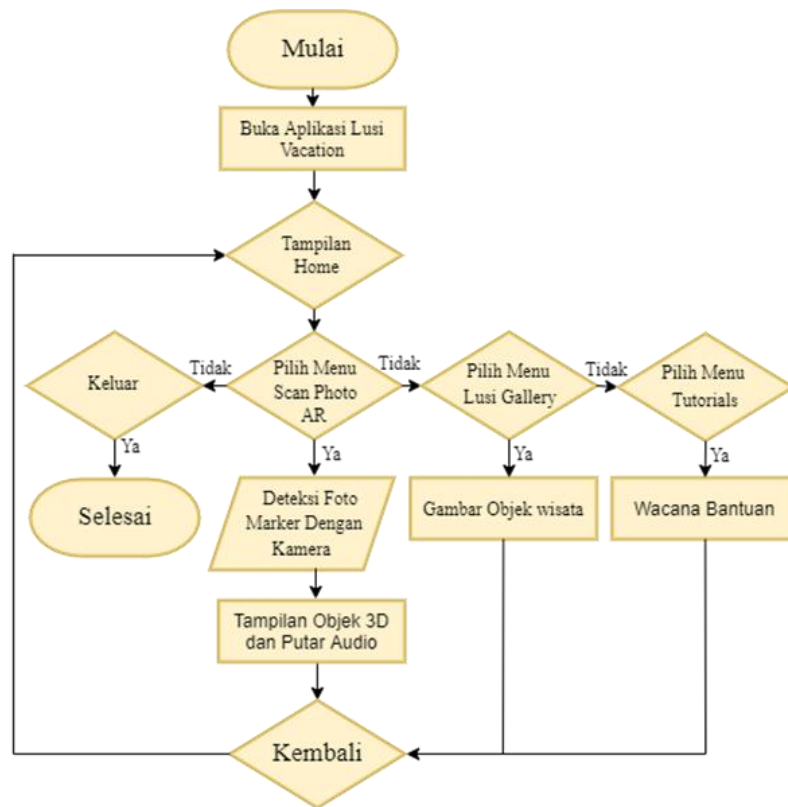 Mulai
Buka Aplikasi Lusi
Vacation
Tampilan
Home
Keluar
Tidak
Pilih Menu
Scan Photo
AR
Tidak
Pilih Menu
Lusi Gallery
Tidak
Pilih Menu
Tutorials
Ya
Ya
Ya
Ya
Selesai
Deteksi Foto
Marker Dengan
Kamera
Gambar Objek wisata
Wacana Bantuan
Tampilan Objek 3D
dan Putar Audio
Kembali